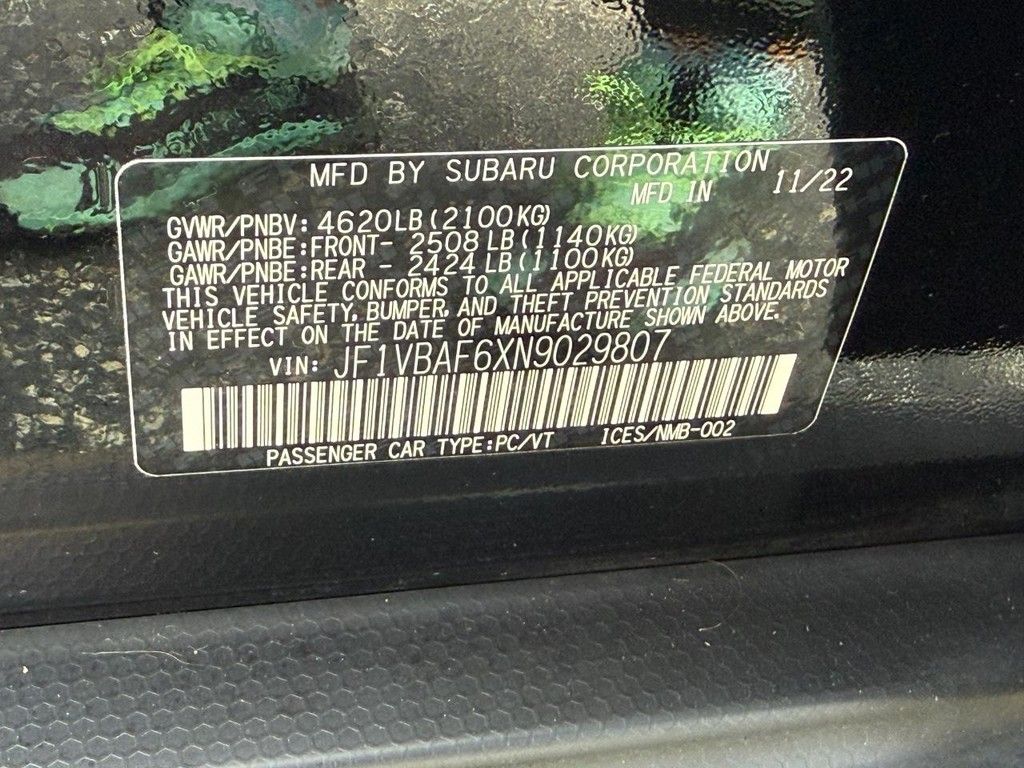 MFD BY SUBARU CORPORATION
MFD IN 11/22
GVWR/PNBV: 4620LB(2100KG)
GAWR/PNBE:FRONT- 2508 LB(1140KG)
GAWR/PNBE:REAR - 2424 LB(1100KG)
THIS VEHICLE CONFORMS TO ALL APPLICABLE FEDERAL MOTOR
VEHICLE SAFETY, BUMPER, AND THEFT PREVENTION STANDARDS
IN EFFECT ON THE DATE OF MANUFACTURE SHOWN ABOVE.
VIN: JF1VBAF6XN9029807
PASSENGER CAR TYPE:PC/VT ICES/NMB-002